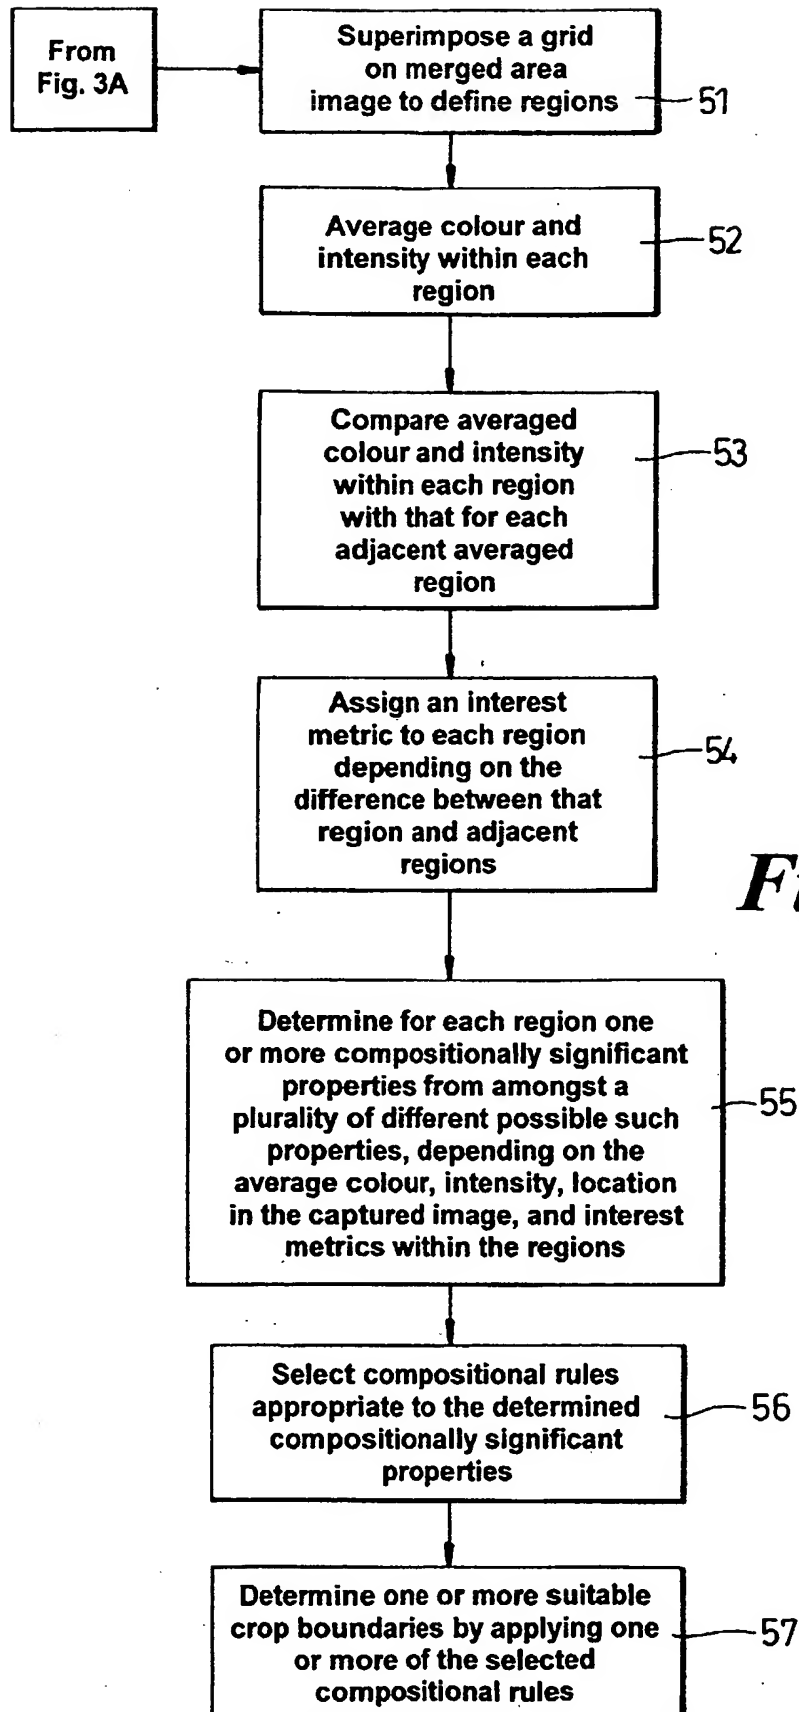 From
Fig. 3A
Superimpose a grid
on merged area
image to define regions
51
Average colour and
intensity within each
region
52
Compare averaged
colour and intensity
within each region
with that for each
adjacent averaged
region
53
Assign an interest
metric to each region
depending on the
difference between that
region and adjacent
regions
54
Determine for each region one
or more compositionally significant
properties from amongst a
plurality of different possible such
properties, depending on the
average colour, intensity, location
in the captured image, and interest
metrics within the regions
55
Select compositional rules
appropriate to the determined
compositionally significant
properties
56
Determine one or more suitable
crop boundaries by applying one
or more of the selected
compositional rules
57